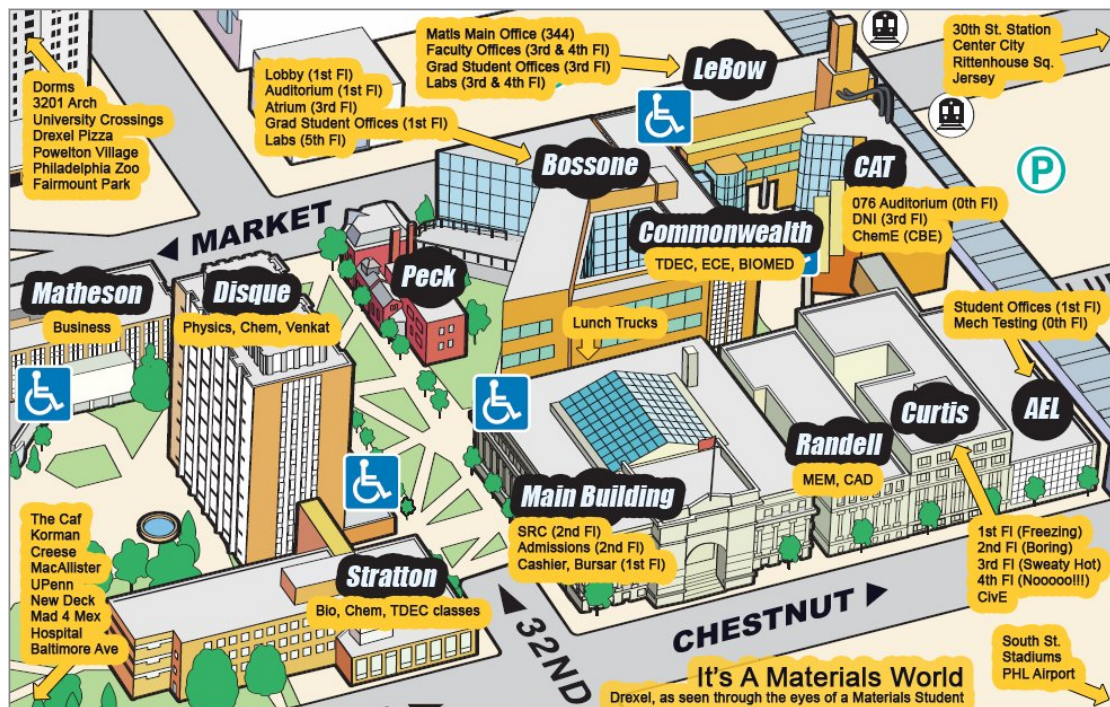 Matls Main Office (344)
Faculty Offices (3rd & 4th Fl)
Grad Student Offices (3rd Fl)
Labs (3rd & 4th Fl)
LeBow
30th St. Station
Center City
Rittenhouse Sq.
Jersey
Dorms
3201 Arch
University Crossings
Drexel Pizza
Powelton Village
Philadelphia Zoo
Fairmount Park
Lobby (1st Fl)
Auditorium (1st Fl)
Atrium (3rd Fl)
Grad Student Offices (1st Fl)
Labs (5th Fl)
Bossone
CAT
076 Auditorium (0th Fl)
DNI (3rd Fl)
ChemE (CBE)
P
MARKET
Commonwealth
TDEC, ECE, BIOMED
Peck
Matheson
Business
Disque
Physics, Chem, Venkat
Lunch Trucks
Student Offices (1st Fl)
Mech Testing (0th Fl)
AEL
Curtis
1st Fl (Freezing)
2nd Fl (Boring)
3rd Fl (Sweaty Hot)
4th Fl (Nooooo!!!)
CivE
Randell
MEM, CAD
Main Building
SRC (2nd Fl)
Admissions (2nd Fl)
Cashier, Bursar (1st Fl)
The Caf
Korman
Creese
MacAllister
UPenn
New Deck
Mad 4 Mex
Hospital
Baltimore Ave
Stratton
Bio, Chem, TDEC classes
32ND
CHESTNUT
South St.
Stadiums
PHL Airport
It's A Materials World
Drexel, as seen through the eyes of a Materials Student